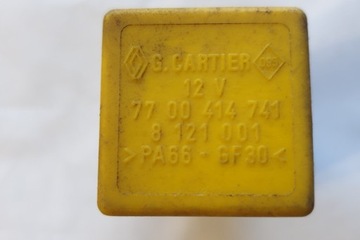 G. CARTIER
12 V
77 00 414 741
8 121 001
>PA66 - GF30<